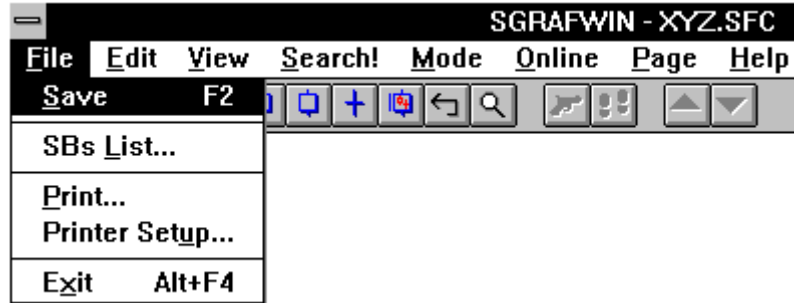 SGRAFWIN - XYZ.SFC
File Edit View Search! Mode Online Page Help
Save F2
SBs List...
Print...
Printer Setup...
Exit Alt+F4